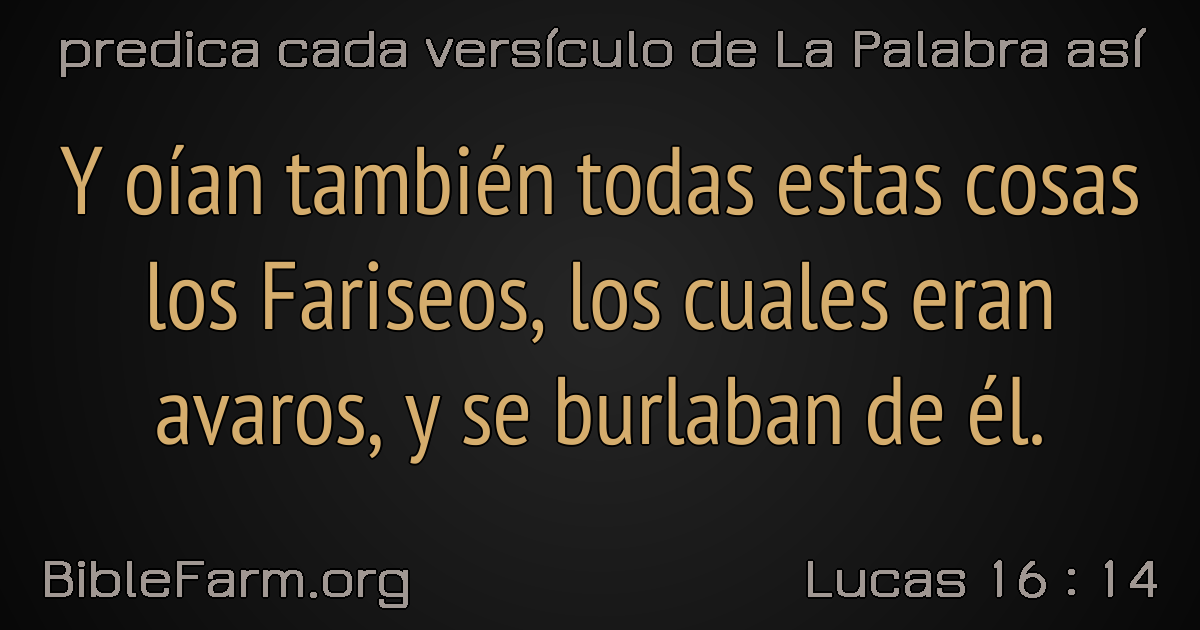 predica cada versículo de La Palabra así
Y oían también todas estas cosas
los Fariseos, los cuales eran
avaros, y se burlaban de él.
BibleFarm.org
Lucas 16 : 14